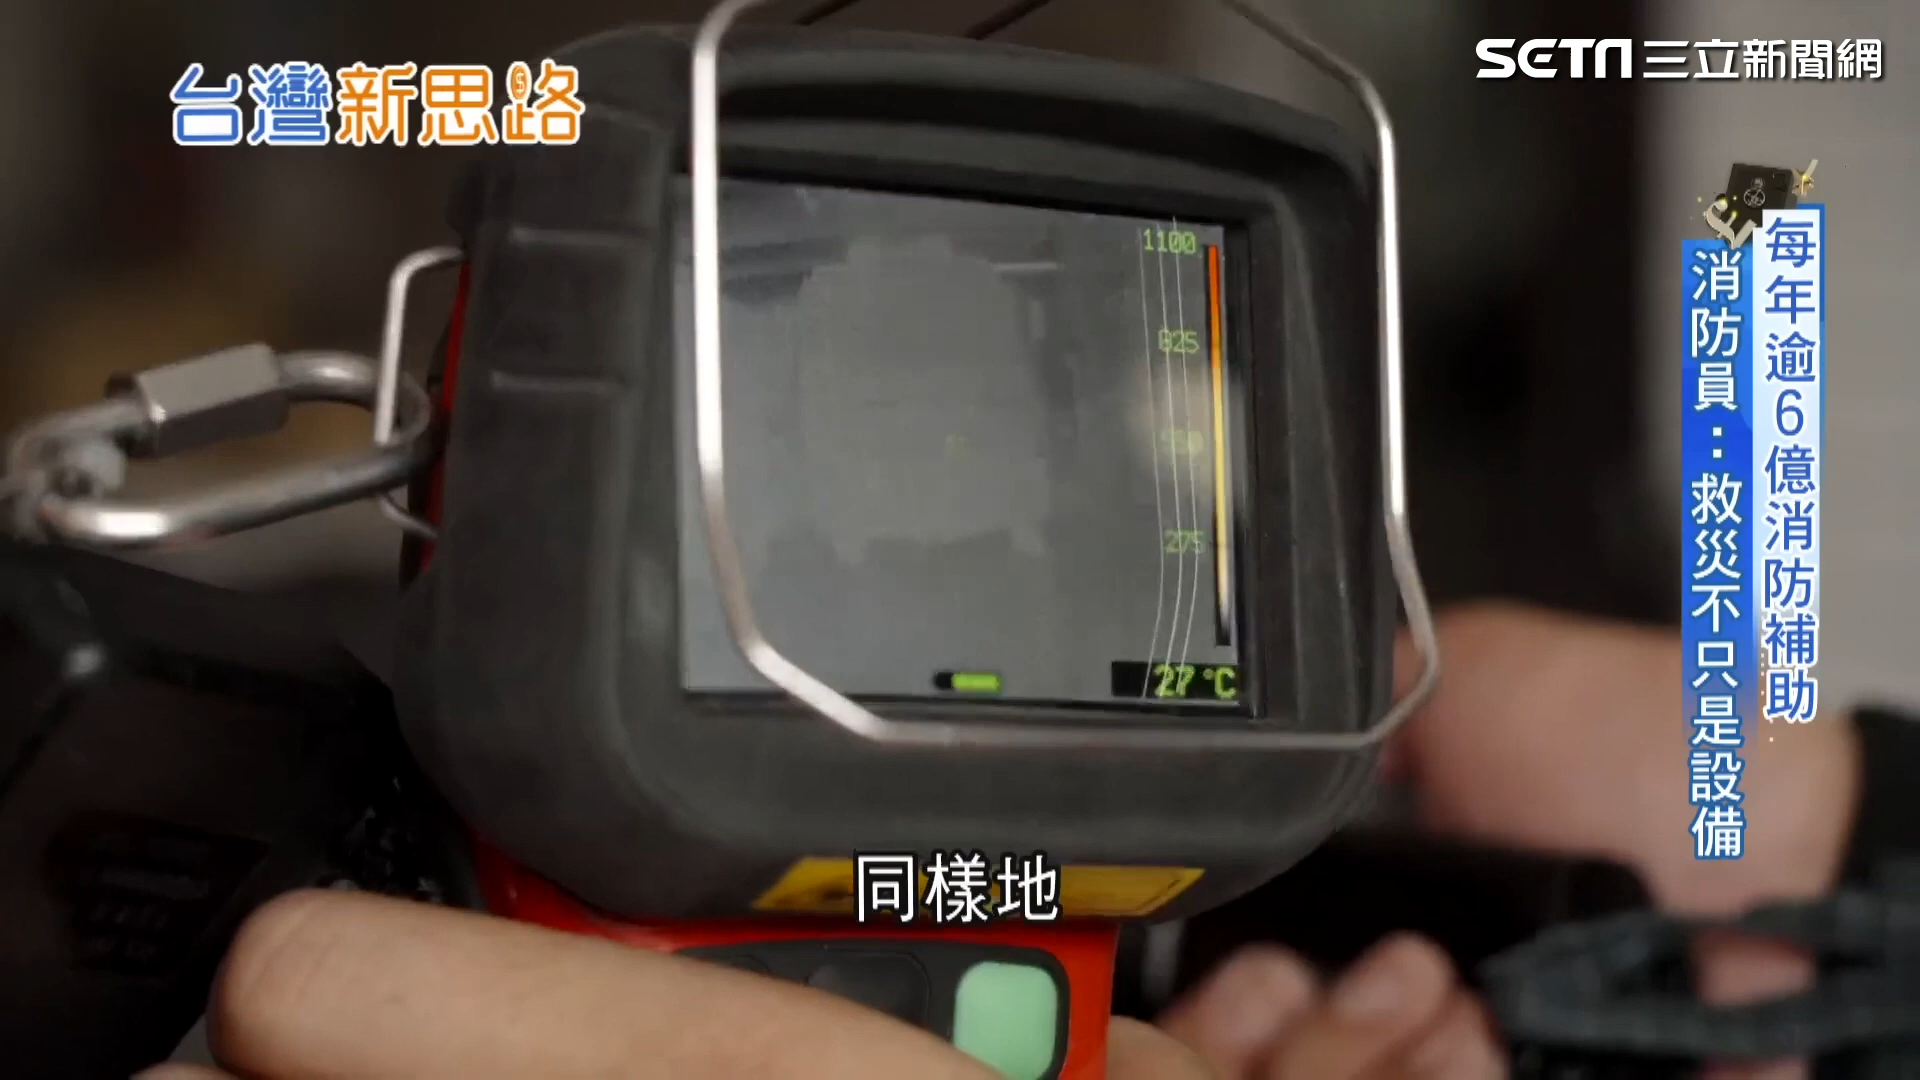 台灣新思路
SETN三立新聞網
每年逾6億消防補助
消防員：救災不只是設備
1100
825
550
275
27 °C
同樣地